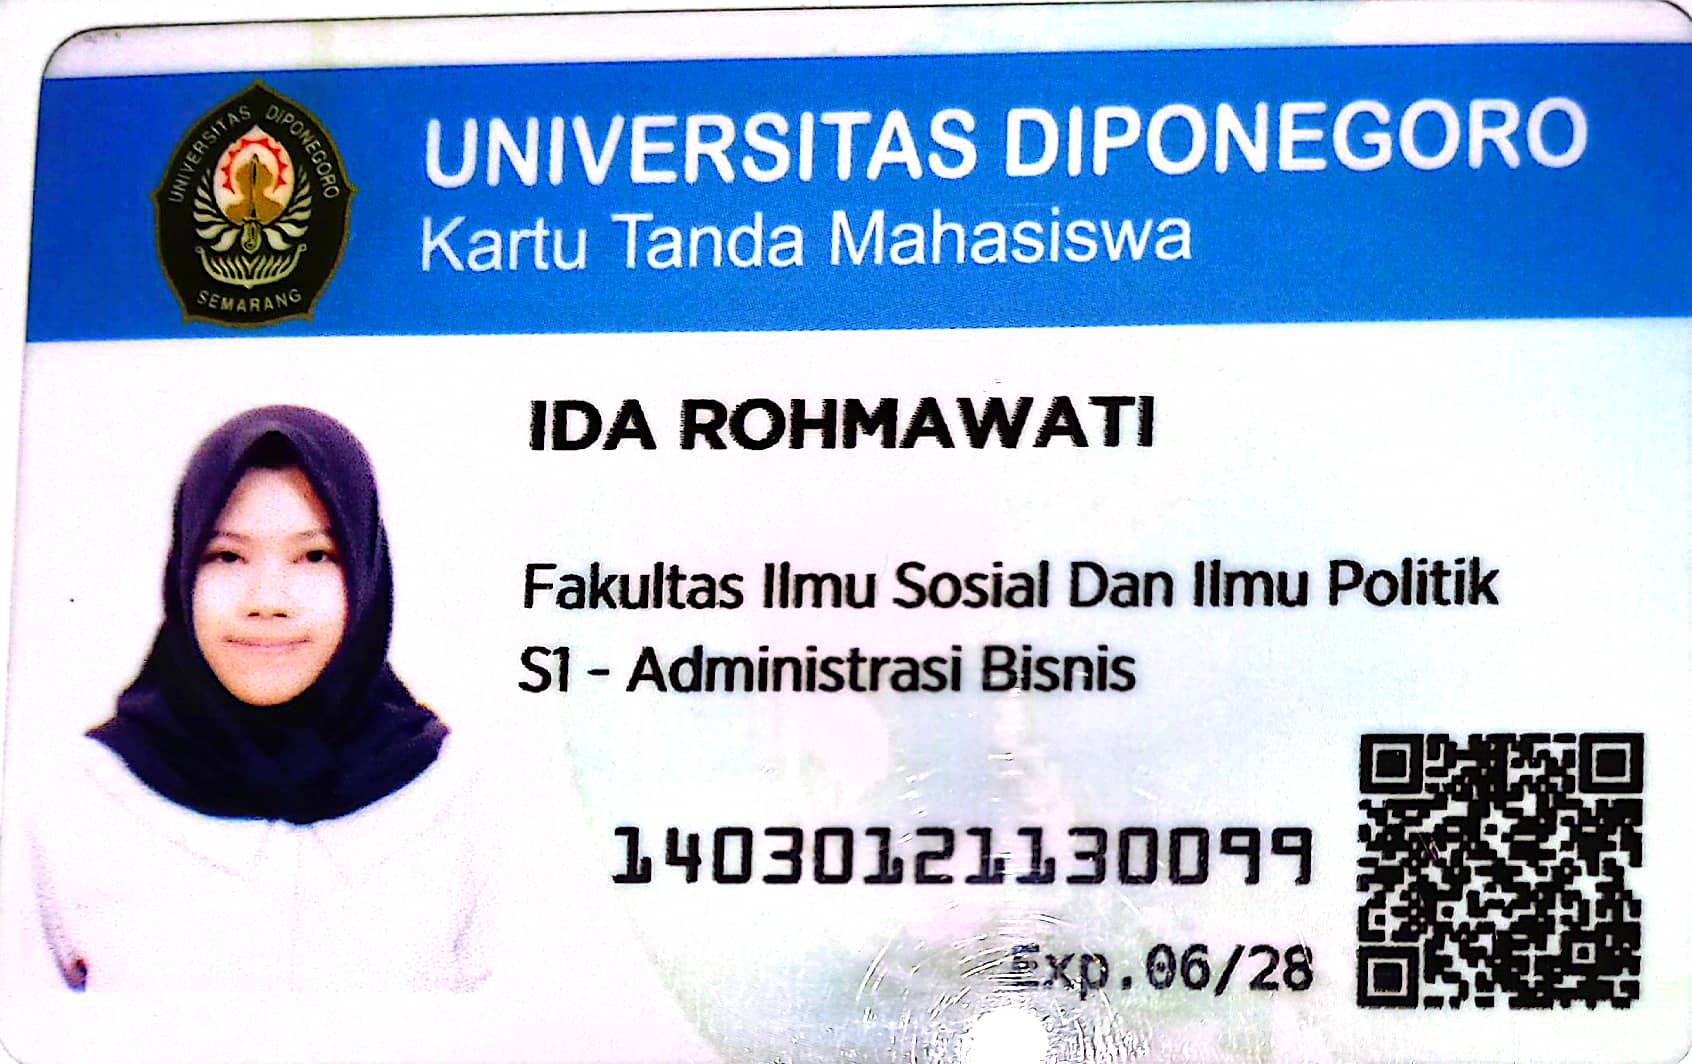 UNIVERSITAS DIPONEGORO
SEMARANG
UNIVERSITAS DIPONEGORO
Kartu Tanda Mahasiswa
IDA ROHMAWATI
Fakultas Ilmu Sosial Dan Ilmu Politik
S1 - Administrasi Bisnis
14030121130099
Exp.06/28